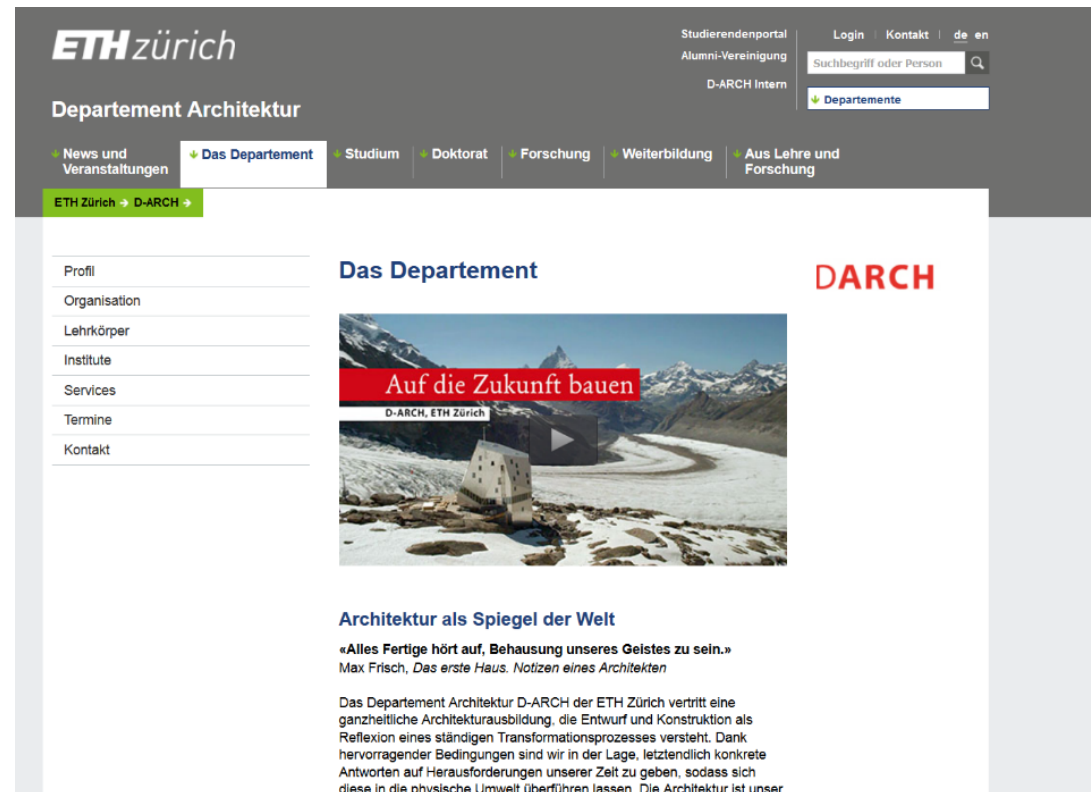 ETH zürich
Studierendenportal
Alumni-Vereinigung
D-ARCH Intern
Login Kontakt de en
Suchbegriff oder Person
Departemente
Departement Architektur
News und
Veranstaltungen
Das Departement
Studium
Doktorat
Forschung
Weiterbildung
Aus Lehre und
Forschung
ETH Zürich → D-ARCH →
Profil
Organisation
Lehrkörper
Institute
Services
Termine
Kontakt
Das Departement
DARCH
Auf die Zukunft bauen
D-ARCH, ETH Zürich
Architektur als Spiegel der Welt
«Alles Fertige hört auf, Behausung unseres Geistes zu sein.»
Max Frisch, Das erste Haus. Notizen eines Architekten
Das Departement Architektur D-ARCH der ETH Zürich vertritt eine
ganzheitliche Architekturausbildung, die Entwurf und Konstruktion als
Reflexion eines ständigen Transformationsprozesses versteht. Dank
hervorragender Bedingungen sind wir in der Lage, letztendlich konkrete
Antworten auf Herausforderungen unserer Zeit zu geben, sodass sich
diese in die physische Umwelt überführen lassen. Die Architektur ist unser